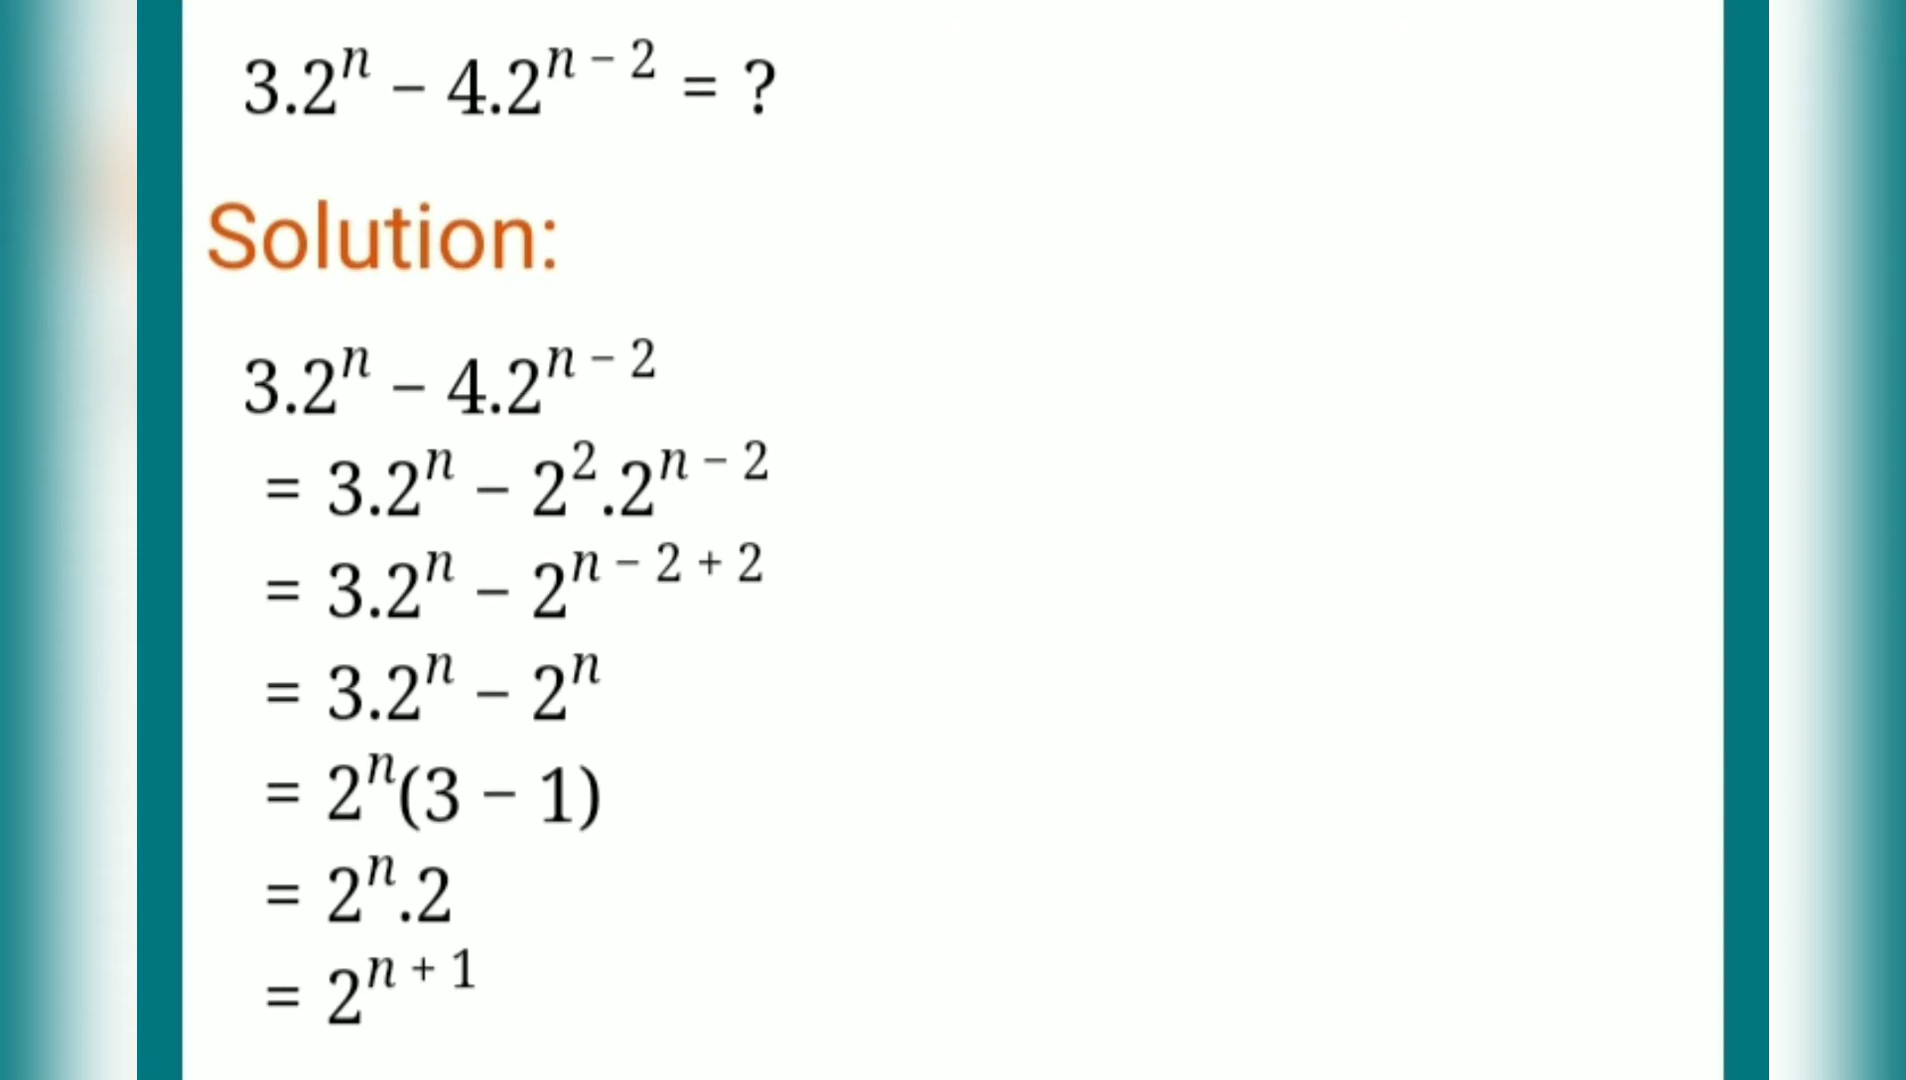 3.2ⁿ − 4.2ⁿ ⁻ ² = ?
Solution:
3.2ⁿ − 4.2ⁿ ⁻ ²
= 3.2ⁿ − 2².2ⁿ ⁻ ²
= 3.2ⁿ − 2ⁿ ⁻ ² ⁺ ²
= 3.2ⁿ − 2ⁿ
= 2ⁿ(3 − 1)
= 2ⁿ.2
= 2ⁿ ⁺ ¹